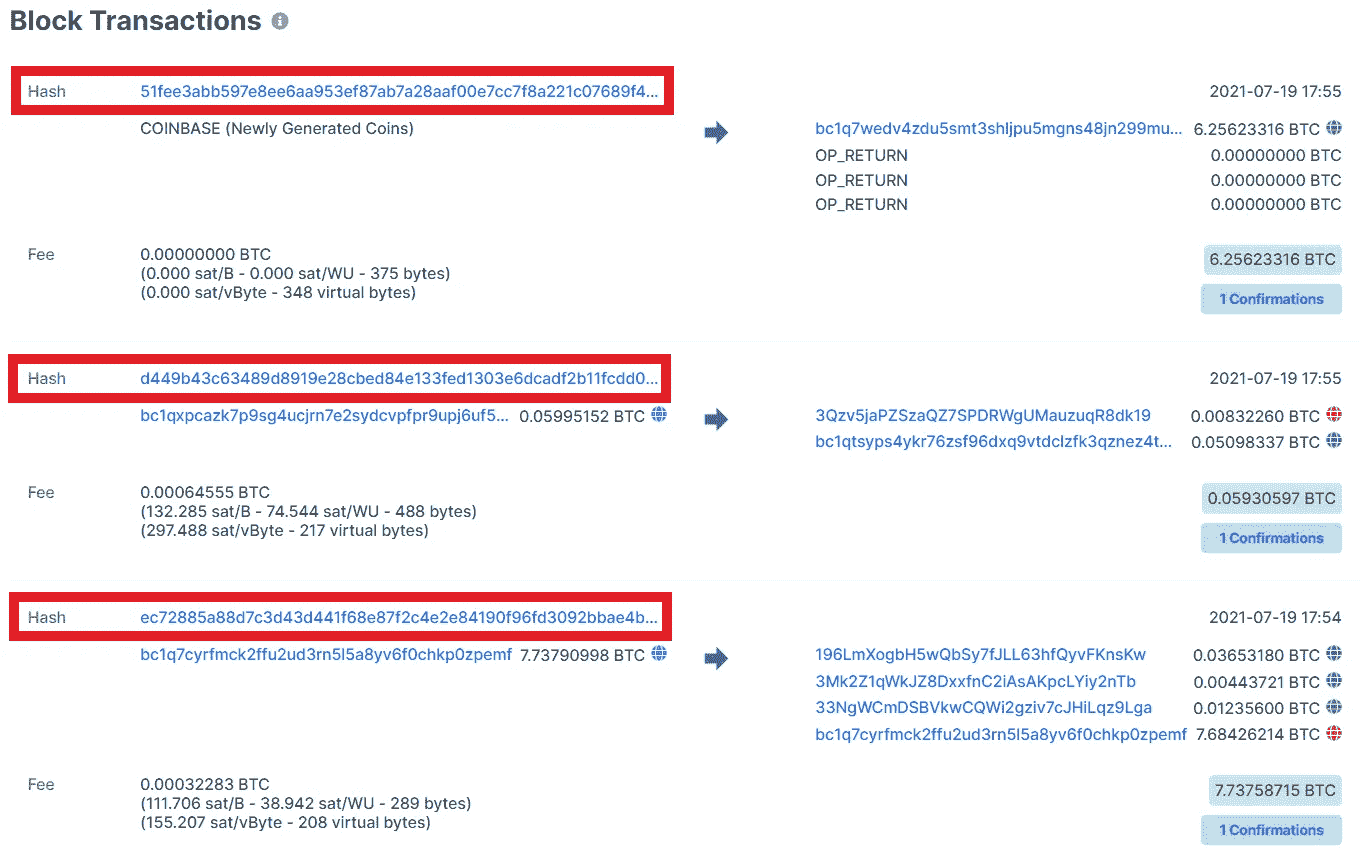 Block Transactions
Hash 51fee3abb597e8ee6aa953ef87ab7a28aaf00e7cc7f8a221c07689f4... 2021-07-19 17:55
COINBASE (Newly Generated Coins) bc1q7wedv4zdu5smt3shljpu5mgns48jn299mu... 6.25623316 BTC
OP_RETURN 0.00000000 BTC
OP_RETURN 0.00000000 BTC
OP_RETURN 0.00000000 BTC
Fee 0.00000000 BTC 6.25623316 BTC
(0.000 sat/B - 0.000 sat/WU - 375 bytes)
(0.000 sat/vByte - 348 virtual bytes) 1 Confirmations
Hash d449b43c63489d8919e28cbed84e133fed1303e6dcadf2b11fcdd0... 2021-07-19 17:55
bc1qxpcazk7p9sg4ucjrn7e2sydcvpfpr9upj6uf5... 0.05995152 BTC 3Qzv5jaPZSzaQZ7SPDRWgUMauzuqR8dk19 0.00832260 BTC
bc1qtsyps4ykr76zsf96dxq9vtdclzfk3qznez4t... 0.05098337 BTC
Fee 0.00064555 BTC 0.05930597 BTC
(132.285 sat/B - 74.544 sat/WU - 488 bytes)
(297.488 sat/vByte - 217 virtual bytes) 1 Confirmations
Hash ec72885a88d7c3d43d441f68e87f2c4e2e84190f96fd3092bbae4b... 2021-07-19 17:54
bc1q7cyrfmck2ffu2ud3rn5l5a8yv6f0chkp0zpemf 7.73790998 BTC 196LmXogbH5wQbSy7fJLL63hfQyvFKnsKw 0.03653180 BTC
3Mk2Z1qWkJZ8DxxfnC2iAsAKpcLYiy2nTb 0.00443721 BTC
33NgWCmDSBVkwCQWi2gziv7cJHiLqz9Lga 0.01235600 BTC
bc1q7cyrfmck2ffu2ud3rn5l5a8yv6f0chkp0zpemf 7.68426214 BTC
Fee 0.00032283 BTC 7.73758715 BTC
(111.706 sat/B - 38.942 sat/WU - 289 bytes)
(155.207 sat/vByte - 208 virtual bytes) 1 Confirmations